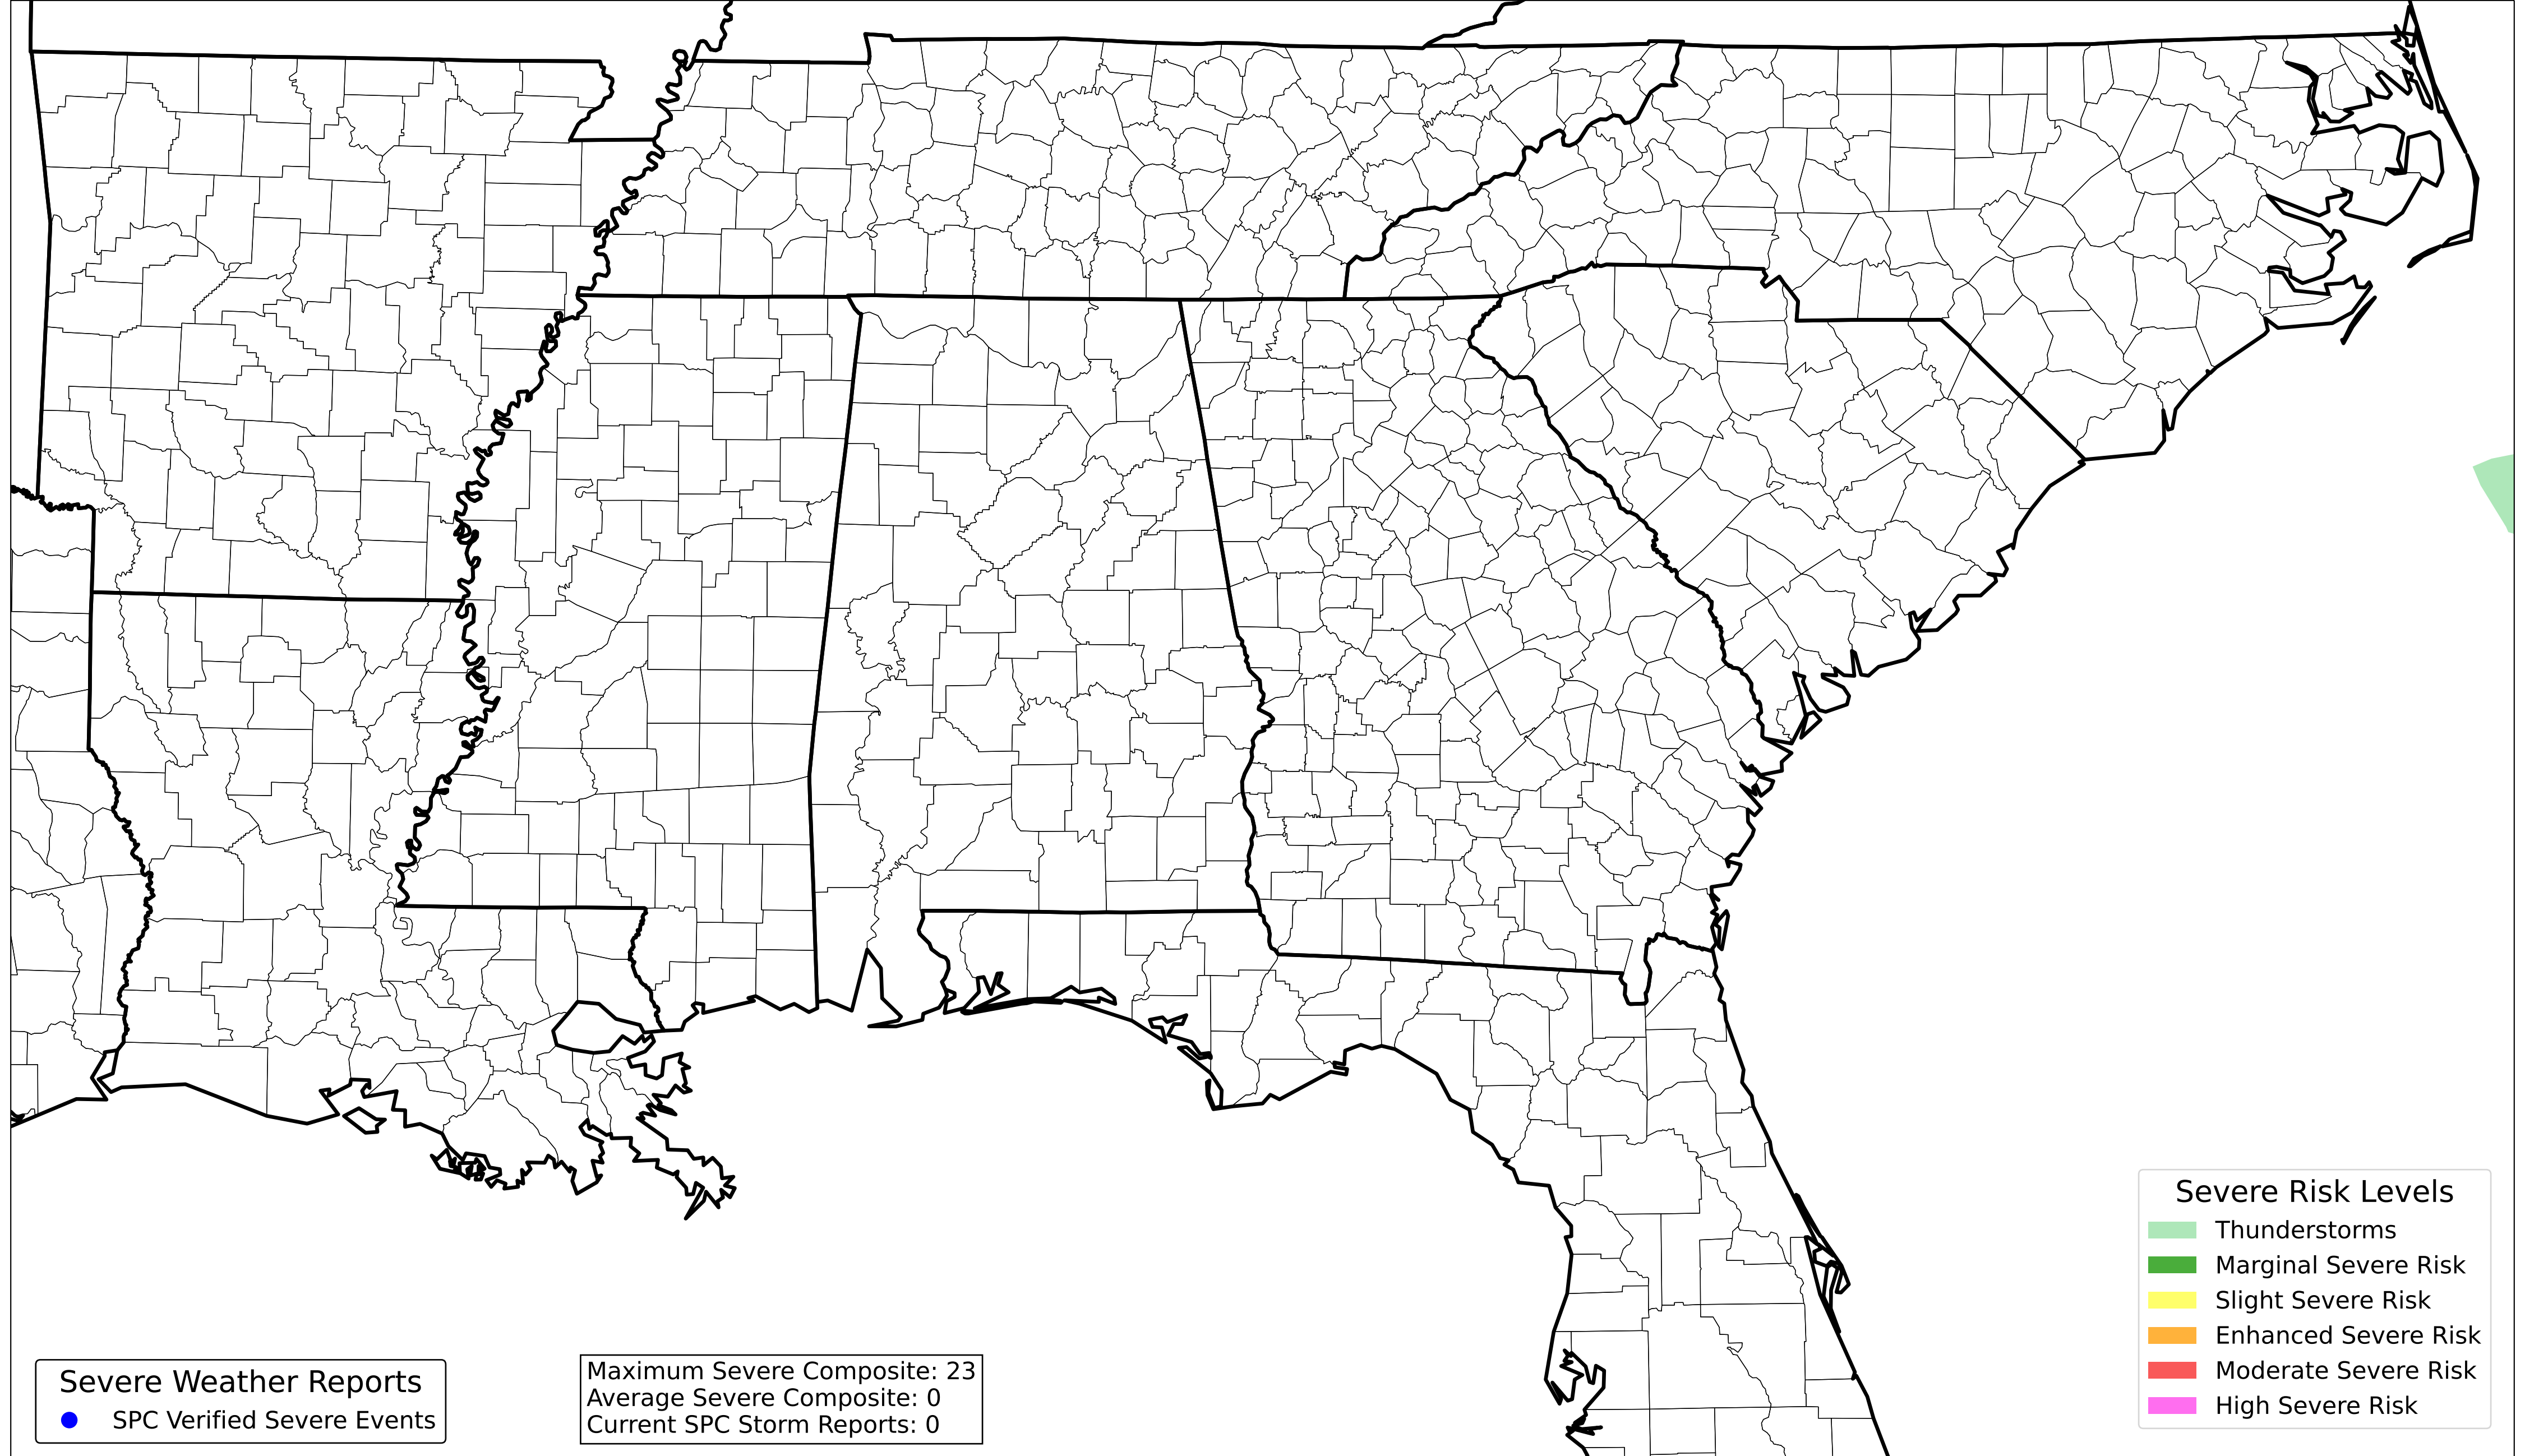 Severe Risk Levels
Thunderstorms
Marginal Severe Risk
Slight Severe Risk
Enhanced Severe Risk
Moderate Severe Risk
High Severe Risk
Severe Weather Reports
SPC Verified Severe Events
Maximum Severe Composite: 23
Average Severe Composite: 0
Current SPC Storm Reports: 0